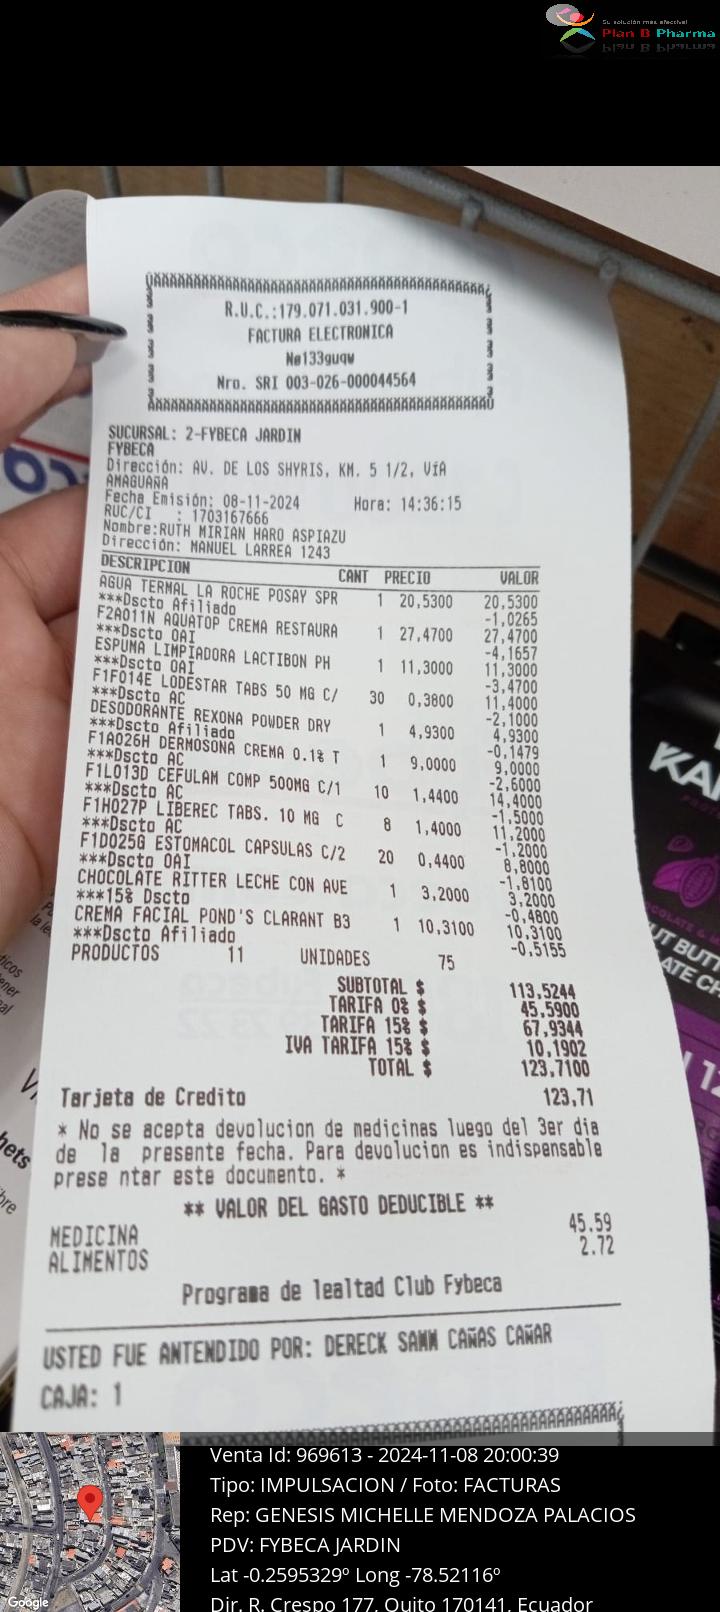 Su solución más efectiva!
Plan B Pharma
R.U.C.:179.071.031.900-1
FACTURA ELECTRONICA
Nø133guqw
Nro. SRI 003-026-000044564
SUCURSAL: 2-FYBECA JARDIN
FYBECA
Dirección: AV. DE LOS SHYRIS, KM. 5 1/2, VÍA
AMAGUAÑA
Fecha Emisión: 08-11-2024 Hora: 14:36:15
RUC/CI : 1703167666
Nombre:RUTH MIRIAN HARO ASPIAZU
Dirección: MANUEL LARREA 1243
DESCRIPCION CANT PRECIO VALOR
AGUA TERMAL LA ROCHE POSAY SPR 1 20,5300 20,5300
***Dscto Afiliado -1,0265
F2A011N AQUATOP CREMA RESTAURA 1 27,4700 27,4700
***Dscto OAI -4,1657
ESPUMA LIMPIADORA LACTIBON PH 1 11,3000 11,3000
***Dscto OAI -3,4700
F1F014E LODESTAR TABS 50 MG C/ 30 0,3800 11,4000
***Dscto AC -2,1000
DESODORANTE REXONA POWDER DRY 1 4,9300 4,9300
***Dscto Afiliado -0,1479
F1A026H DERMOSONA CREMA 0.1% T 1 9,0000 9,0000
***Dscto AC -2,6000
F1L013D CEFULAM COMP 500MG C/1 10 1,4400 14,4000
***Dscto AC -1,5000
F1H027P LIBEREC TABS. 10 MG C 8 1,4000 11,2000
***Dscto AC -1,2000
F1D025G ESTOMACOL CAPSULAS C/2 20 0,4400 8,8000
***Dscto OAI -1,8100
CHOCOLATE RITTER LECHE CON AVE 1 3,2000 3,2000
***15% Dscto -0,4800
CREMA FACIAL POND'S CLARANT B3 1 10,3100 10,3100
***Dscto Afiliado -0,5155
PRODUCTOS 11 UNIDADES 75
SUBTOTAL $ 113,5244
TARIFA 0% $ 45,5900
TARIFA 15% $ 67,9344
IVA TARIFA 15% $ 10,1902
TOTAL $ 123,7100
Tarjeta de Credito 123,71
* No se acepta devolucion de medicinas luego del 3er dia
de la presente fecha. Para devolucion es indispensable
prese ntar este documento. *
** VALOR DEL GASTO DEDUCIBLE **
MEDICINA 45.59
ALIMENTOS 2.72
Programa de lealtad Club Fybeca
USTED FUE ANTENDIDO POR: DERECK SAMM CAÑAS CAÑAR
CAJA: 1
Venta Id: 969613 - 2024-11-08 20:00:39
Tipo: IMPULSACION / Foto: FACTURAS
Rep: GENESIS MICHELLE MENDOZA PALACIOS
PDV: FYBECA JARDIN
Lat -0.2595329º Long -78.52116º
Dir. R. Crespo 177, Quito 170141, Ecuador
Google